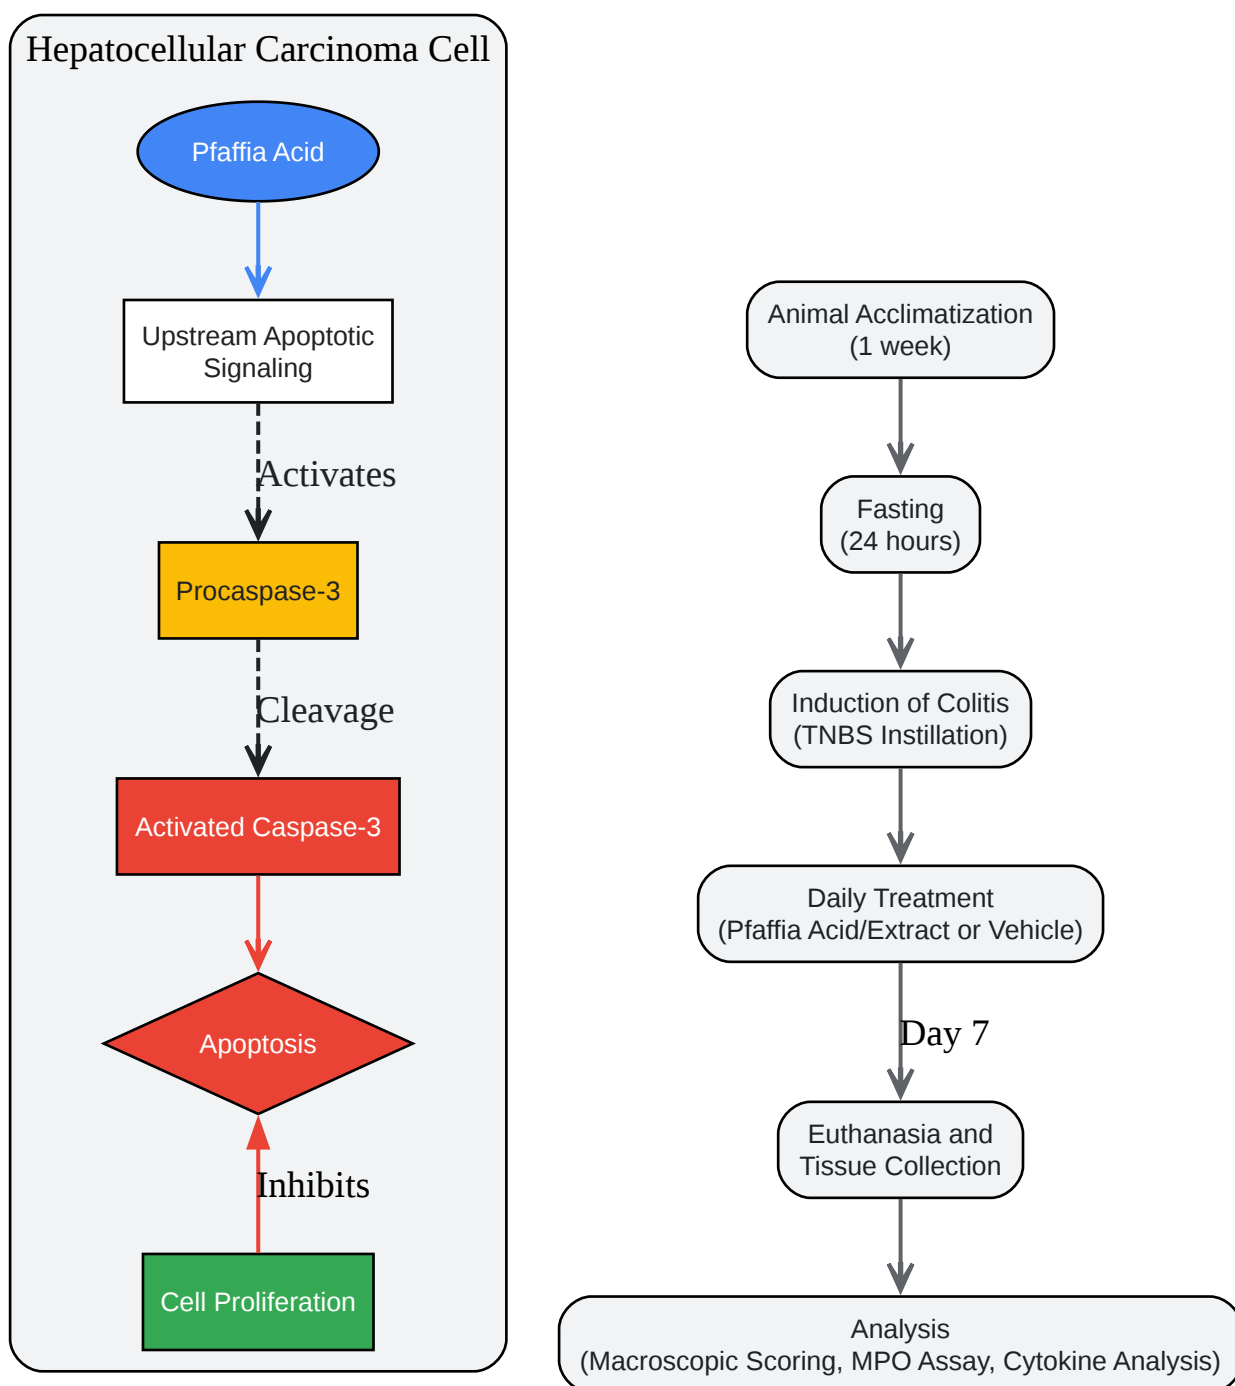 Hepatocellular Carcinoma Cell
Pfaffia Acid
Upstream Apoptotic
Signaling
Activates
Procaspase-3
Cleavage
Activated Caspase-3
Apoptosis
Inhibits
Cell Proliferation
Animal Acclimatization
(1 week)
Fasting
(24 hours)
Induction of Colitis
(TNBS Instillation)
Daily Treatment
(Pfaffia Acid/Extract or Vehicle)
Day 7
Euthanasia and
Tissue Collection
Analysis
(Macroscopic Scoring, MPO Assay, Cytokine Analysis)